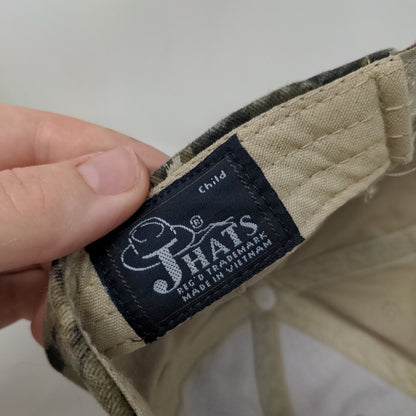 Child
®
JHATS
REG'D TRADEMARK
MADE IN VIETNAM